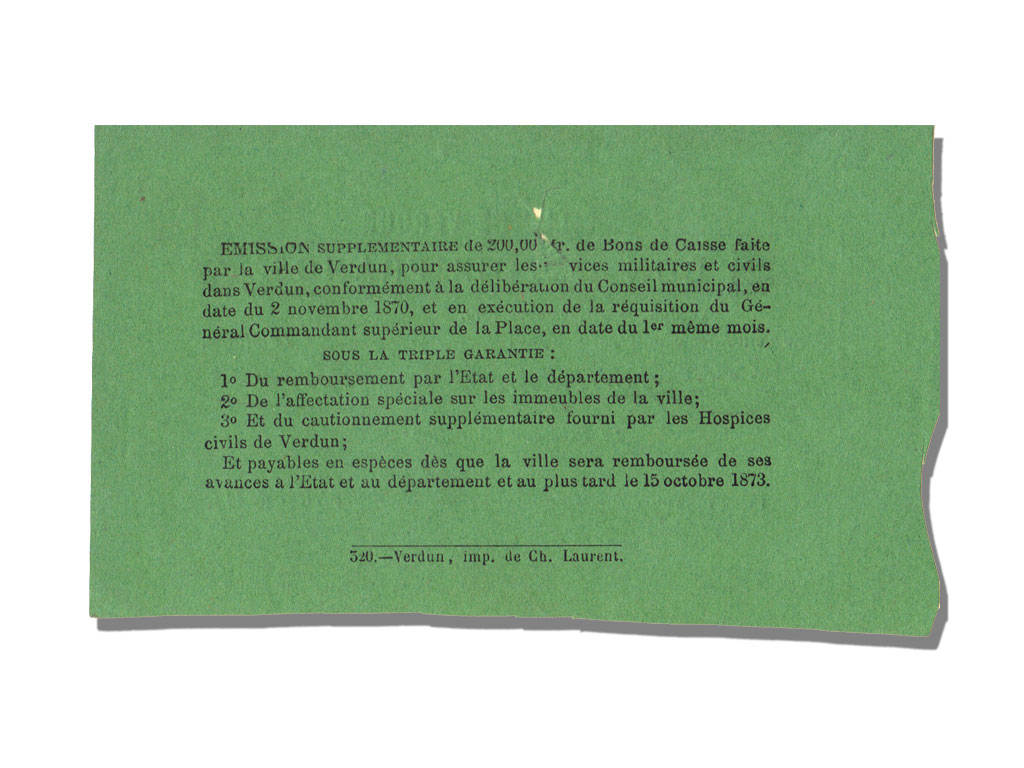 EMISSION SUPPLEMENTAIRE de 200,00 fr. de Bons de Caisse faite
par la ville de Verdun, pour assurer les vices militaires et civils
dans Verdun, conformément à la délibération du Conseil municipal, en
date du 2 novembre 1870, et en exécution de la réquisition du Gé-
néral Commandant supérieur de la Place, en date du 1er même mois.
SOUS LA TRIPLE GARANTIE :
1o Du remboursement par l'Etat et le département ;
2o De l'affectation spéciale sur les immeubles de la ville;
3o Et du cautionnement supplémentaire fourni par les Hospices
civils de Verdun;
Et payables en espèces dès que la ville sera remboursée de ses
avances à l'Etat et au département et au plus tard le 15 octobre 1873.
320.—Verdun, imp. de Ch. Laurent.